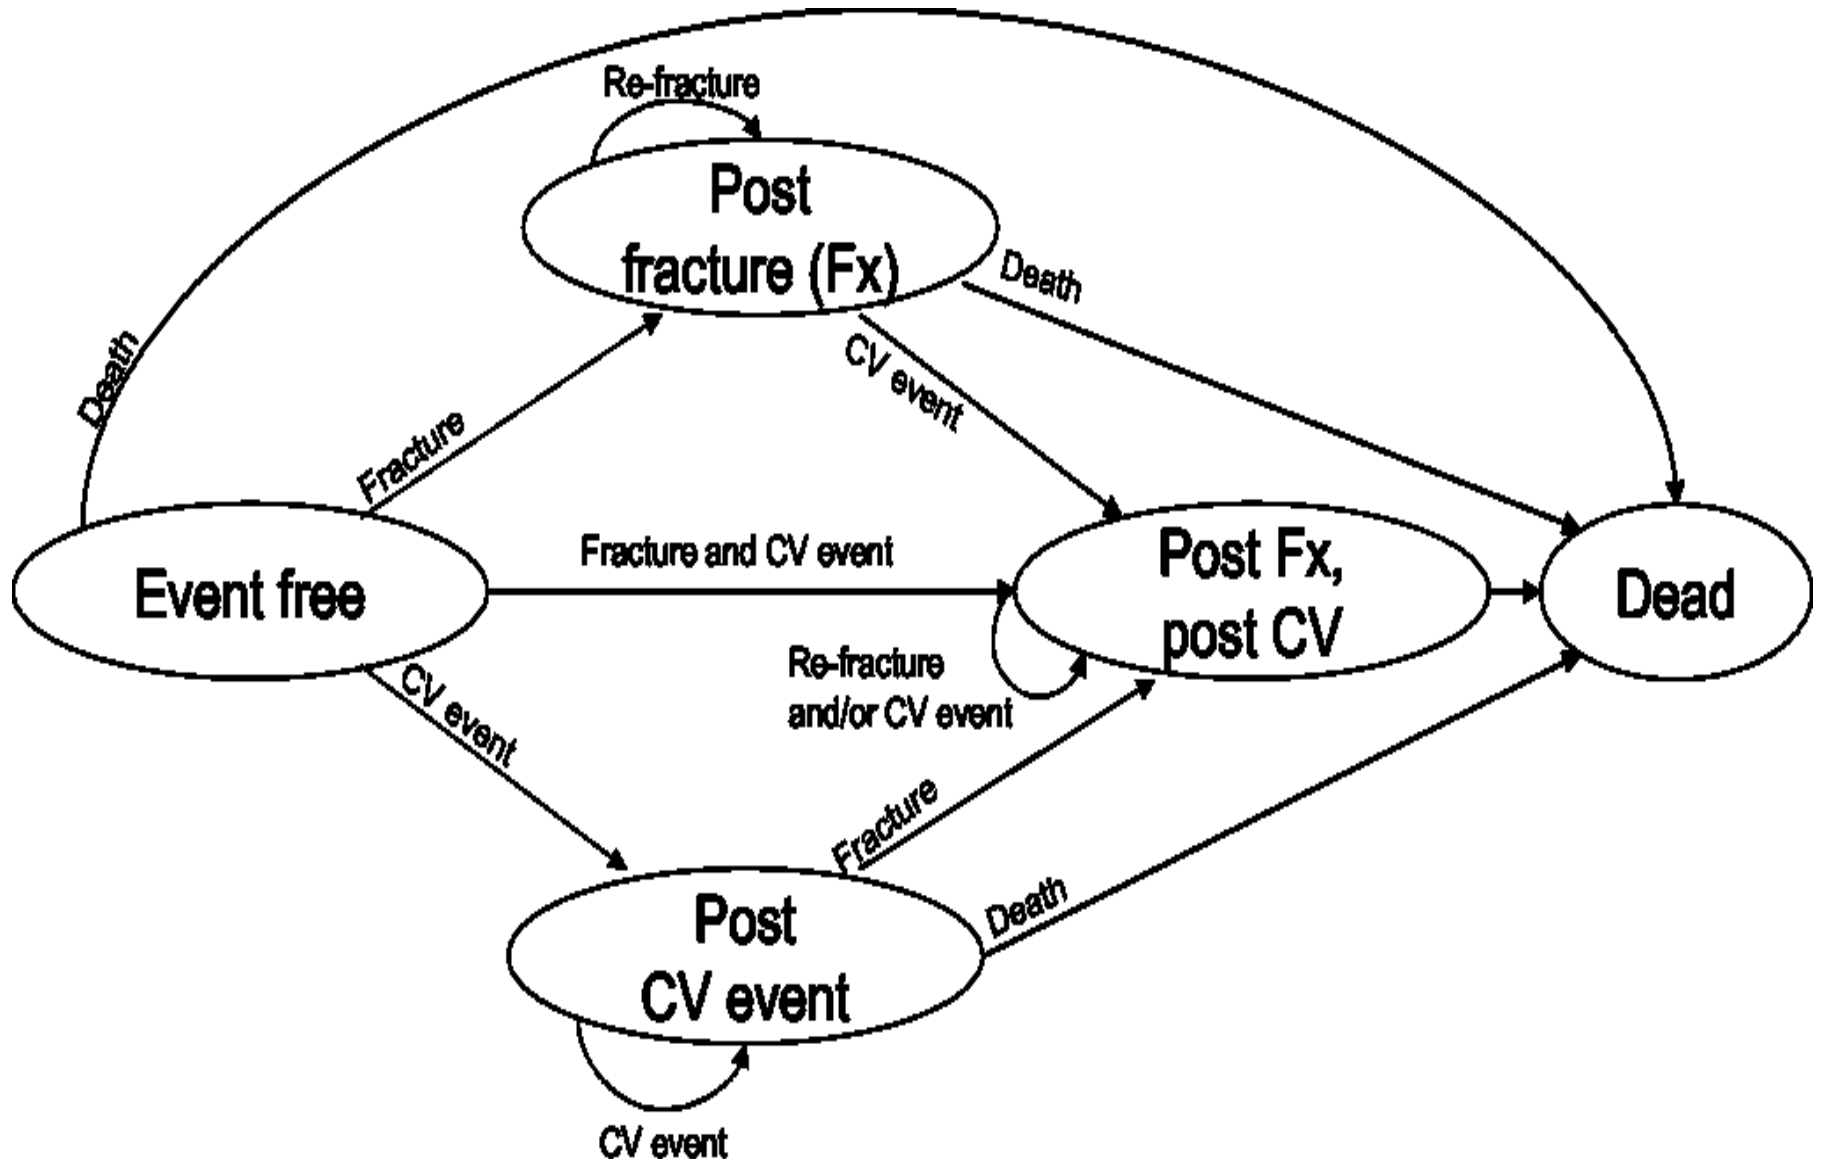 Re-fracture
Post
fracture (Fx)
Death
Death
CV event
Fracture
Fracture and CV event
Post Fx,
post CV
Event free
Dead
Re-fracture
and/or CV event
CV event
Fracture
Death
Post
CV event
CV event